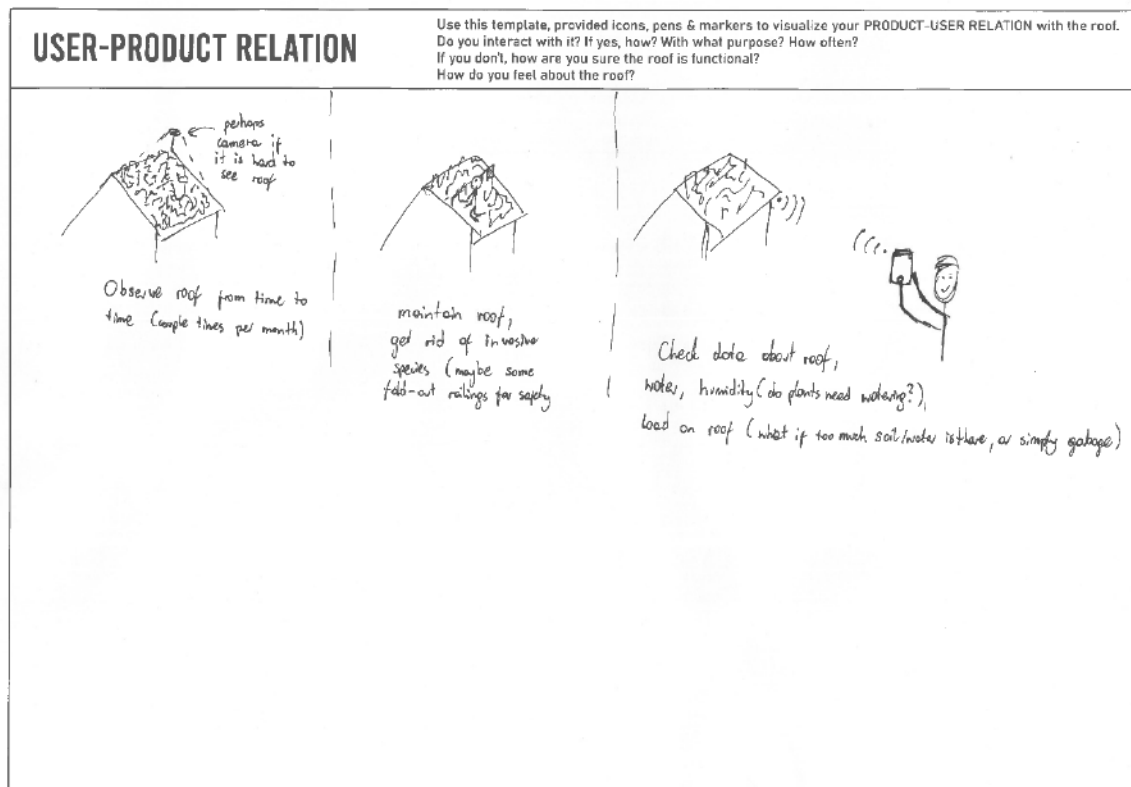 USER-PRODUCT RELATION
Use this template, provided icons, pens & markers to visualize your PRODUCT-USER RELATION with the roof.
Do you interact with it? If yes, how? With what purpose? How often?
If you don't, how are you sure the roof is functional?
How do you feel about the roof?
perhaps
camera if
it is hard to
see roof
Observe roof from time to
time (couple times per month)
maintain roof,
get rid of invasive
species (maybe some
fold-out railings for safety
Check data about roof,
water, humidity (do plants need watering?),
load on roof (what if too much soil/water is there, or simply gabage)